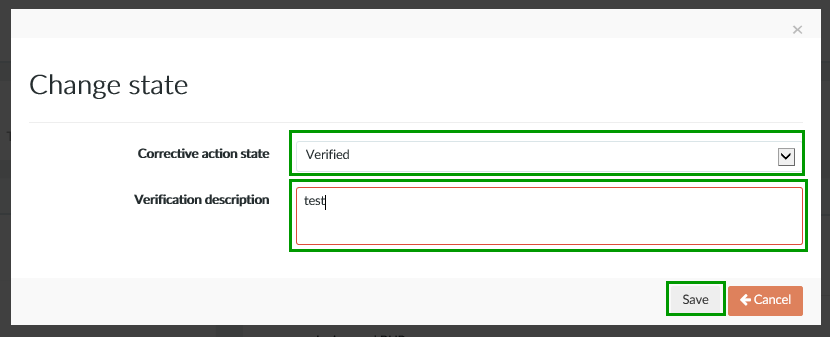 ×
Change state
Corrective action state
Verified
Verification description
test
Save
Cancel